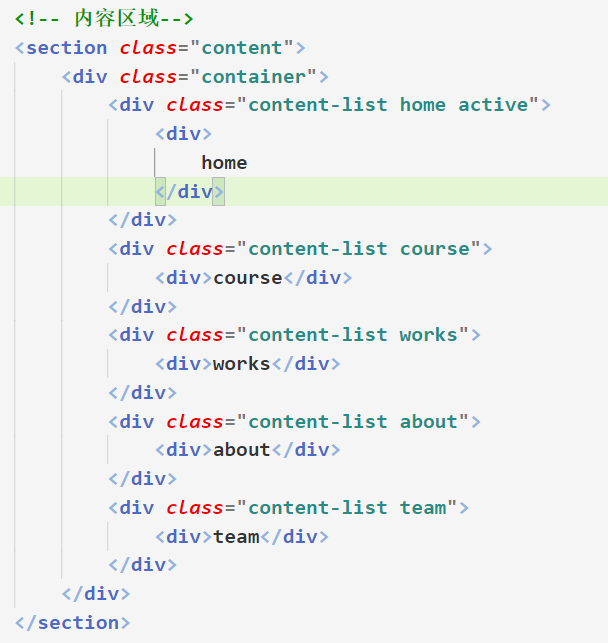 <!-- 内容区域-->
<section class="content">
<div class="container">
<div class="content-list home active">
<div>
home
</div>
</div>
<div class="content-list course">
<div>course</div>
</div>
<div class="content-list works">
<div>works</div>
</div>
<div class="content-list about">
<div>about</div>
</div>
<div class="content-list team">
<div>team</div>
</div>
</div>
</section>